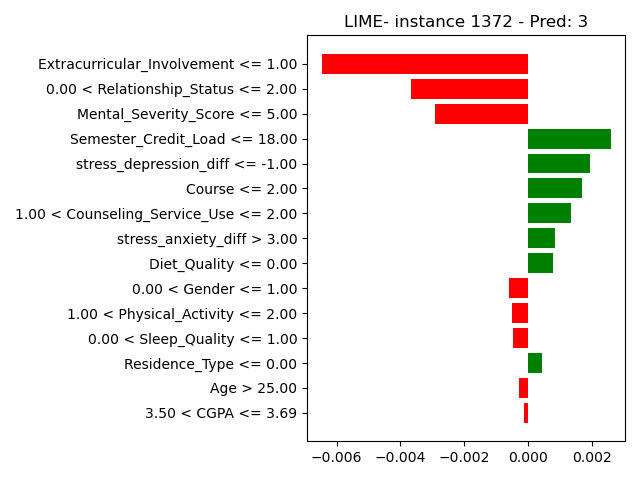 LIME- instance 1372 - Pred: 3
Extracurricular_Involvement <= 1.00
0.00 < Relationship_Status <= 2.00
Mental_Severity_Score <= 5.00
Semester_Credit_Load <= 18.00
stress_depression_diff <= -1.00
Course <= 2.00
1.00 < Counseling_Service_Use <= 2.00
stress_anxiety_diff > 3.00
Diet_Quality <= 0.00
0.00 < Gender <= 1.00
1.00 < Physical_Activity <= 2.00
0.00 < Sleep_Quality <= 1.00
Residence_Type <= 0.00
Age > 25.00
3.50 < CGPA <= 3.69
−0.006 −0.004 −0.002 0.000 0.002